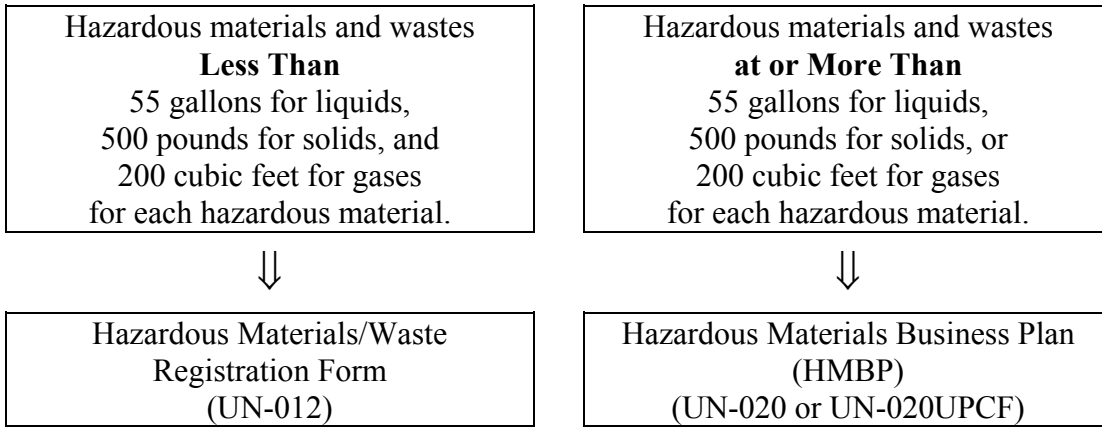 Hazardous materials and wastes
Less Than
55 gallons for liquids,
500 pounds for solids, and
200 cubic feet for gases
for each hazardous material.
⇓
Hazardous Materials/Waste
Registration Form
(UN-012)
Hazardous materials and wastes
at or More Than
55 gallons for liquids,
500 pounds for solids, or
200 cubic feet for gases
for each hazardous material.
⇓
Hazardous Materials Business Plan
(HMBP)
(UN-020 or UN-020UPCF)